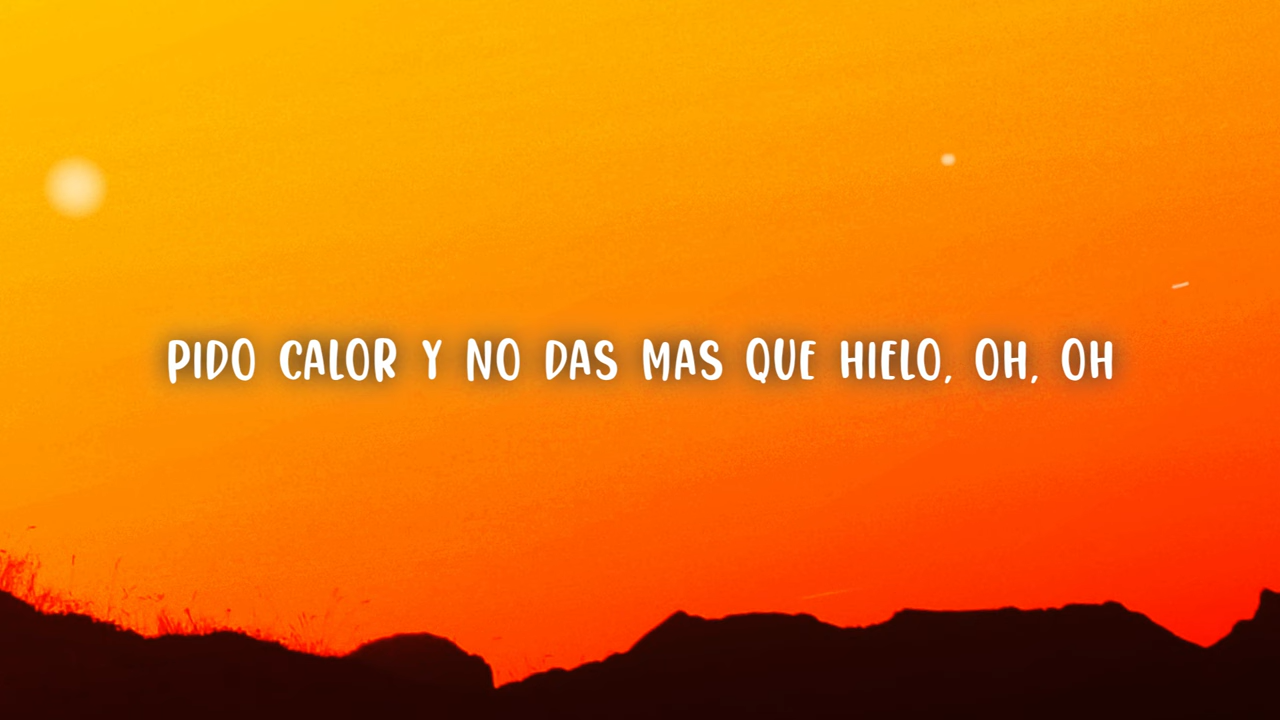 PIDO CALOR Y NO DAS MAS QUE HIELO, OH, OH